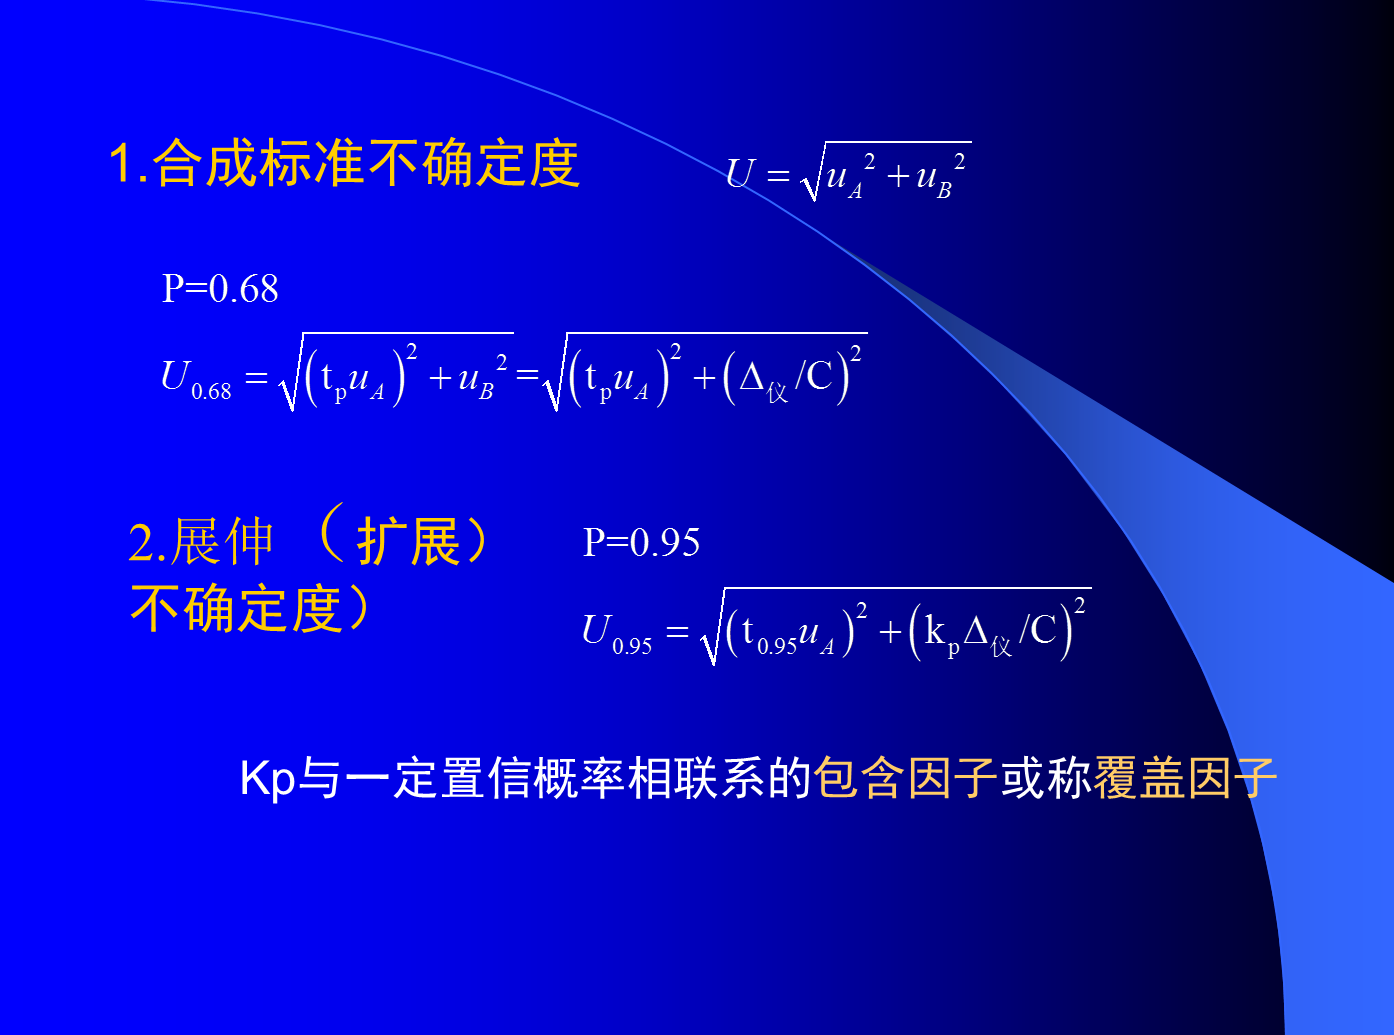 1.合成标准不确定度
U = √(u_A² + u_B²)
P=0.68
U_0.68 = √((t_p u_A)² + u_B²) = √((t_p u_A)² + (Δ_仪/C)²)
2.展伸（扩展）
不确定度）
P=0.95
U_0.95 = √((t_0.95 u_A)² + (k_p Δ_仪/C)²)
Kp与一定置信概率相联系的包含因子或称覆盖因子